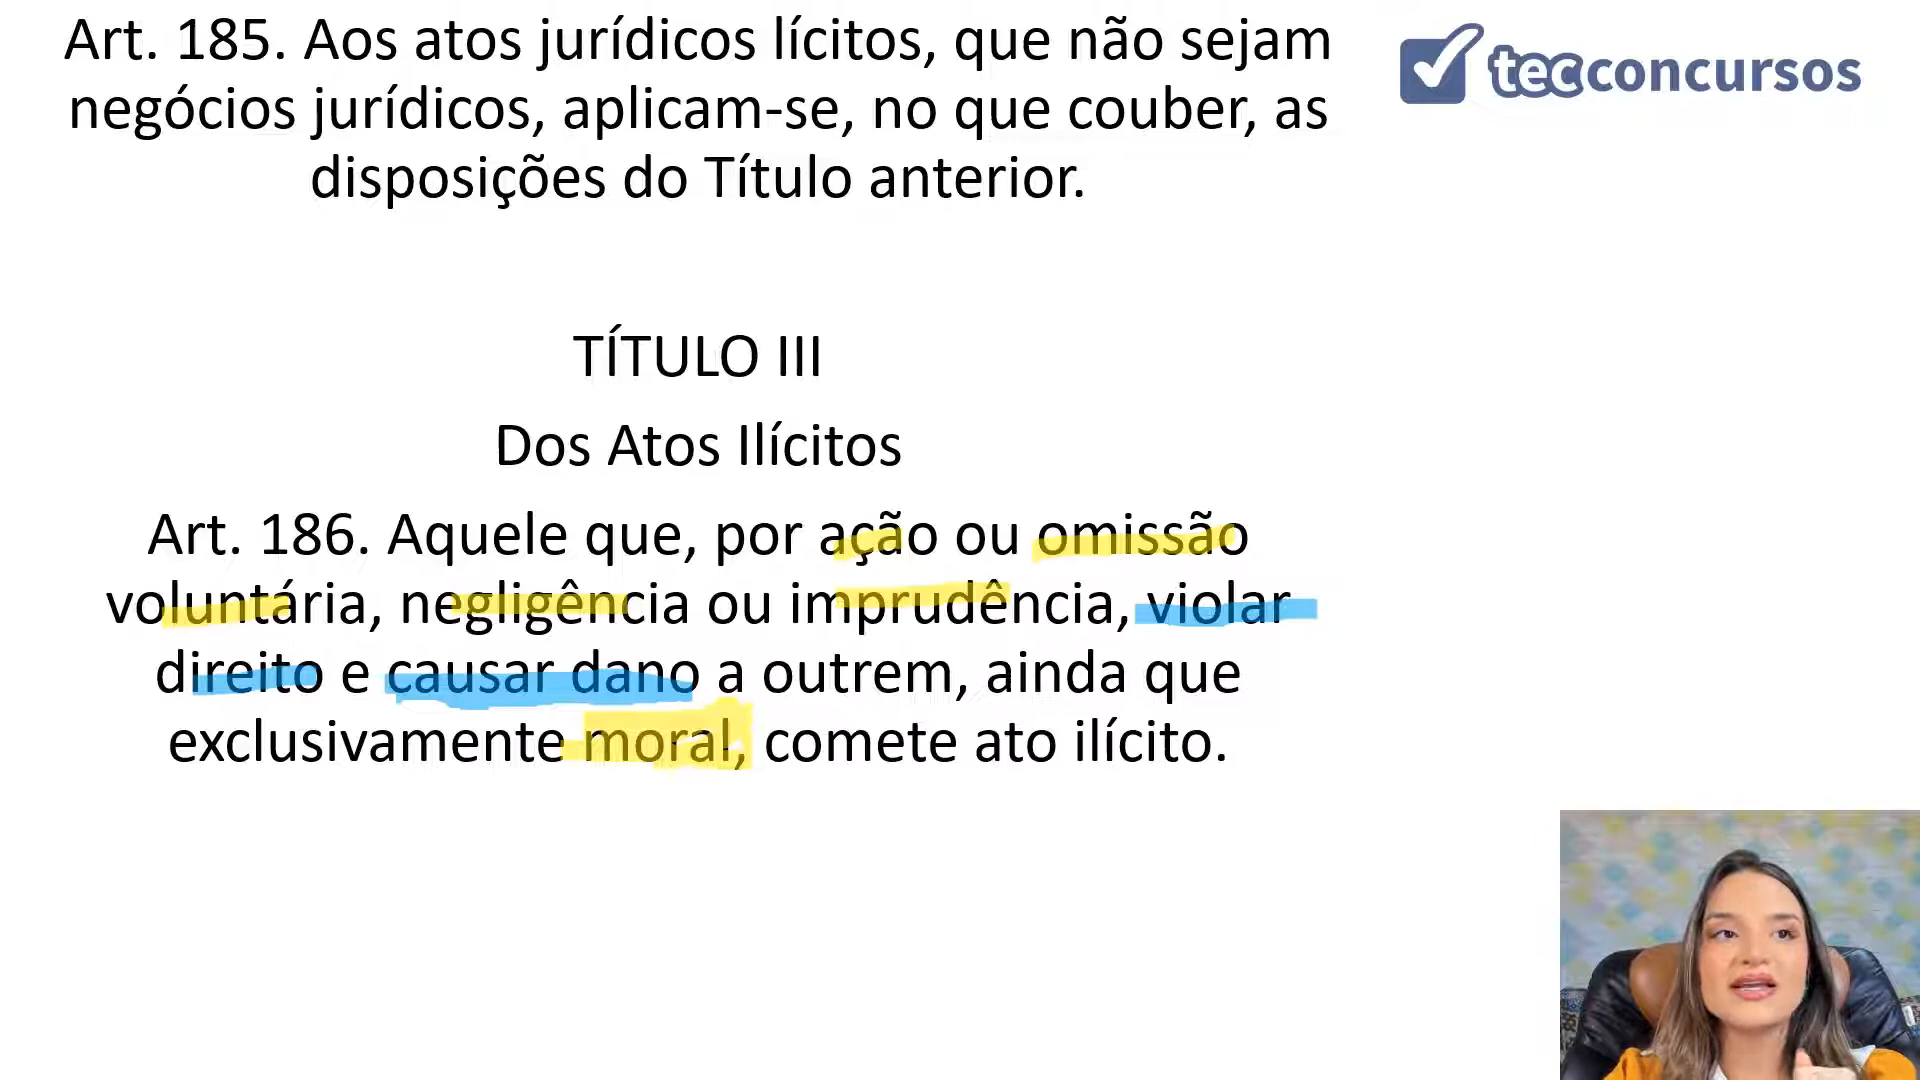 Art. 185. Aos atos jurídicos lícitos, que não sejam
negócios jurídicos, aplicam-se, no que couber, as
disposições do Título anterior.
tecconcursos
TÍTULO III
Dos Atos Ilícitos
Art. 186. Aquele que, por ação ou omissão
voluntária, negligência ou imprudência, violar
direito e causar dano a outrem, ainda que
exclusivamente moral, comete ato ilícito.